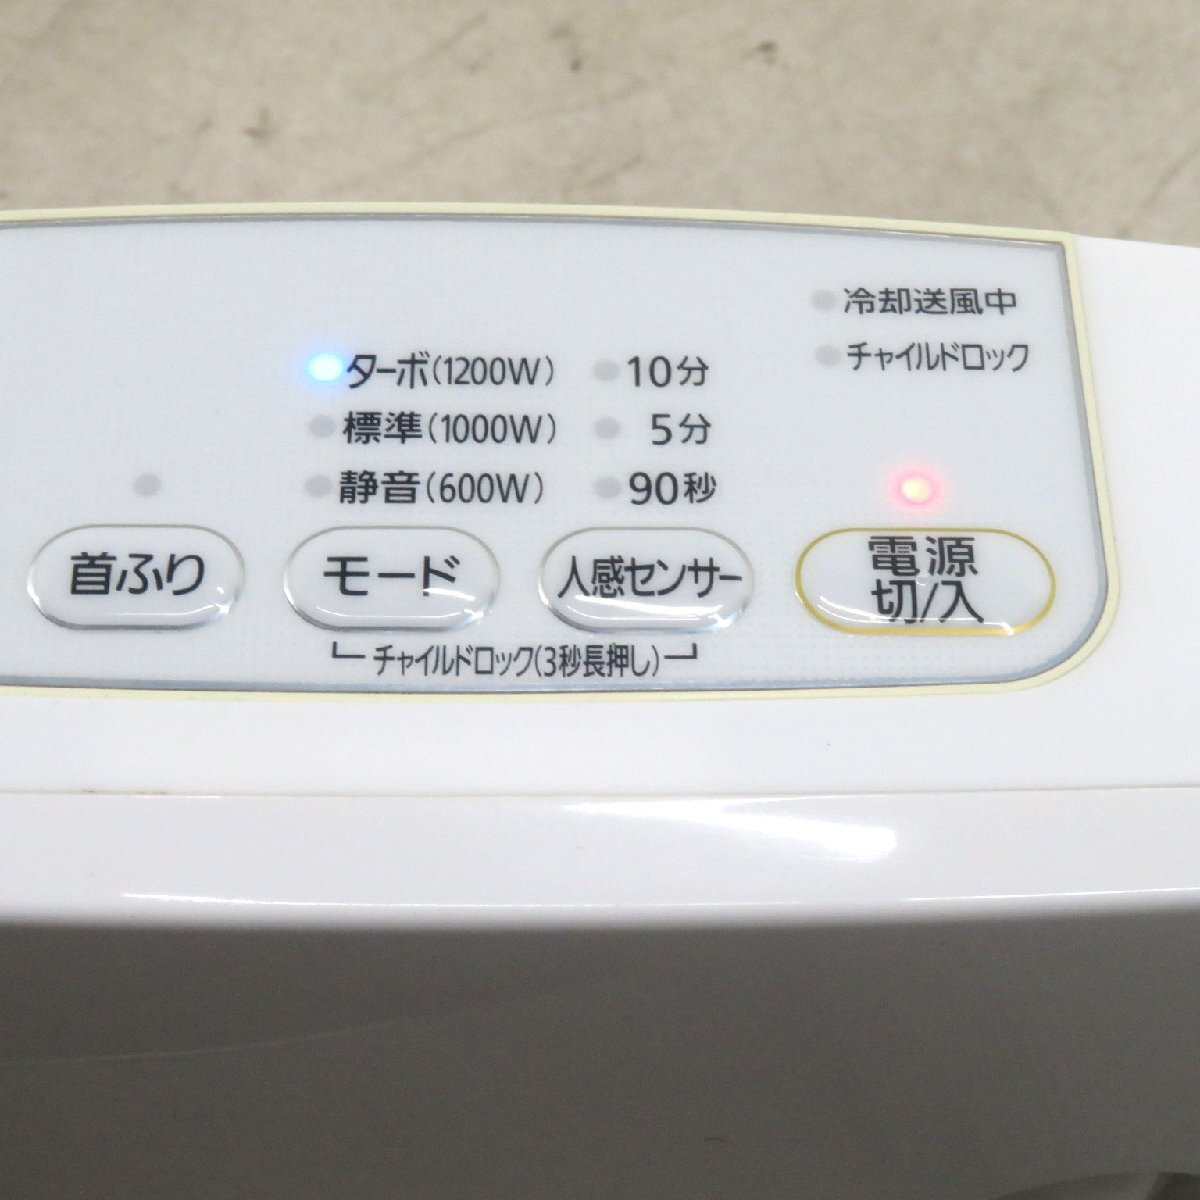 冷却送風中
チャイルドロック
ターボ(1200W) 10分
標準(1000W) 5分
静音(600W) 90秒
首ふり モード 人感センサー 電源
切/入
チャイルドロック(3秒長押し)